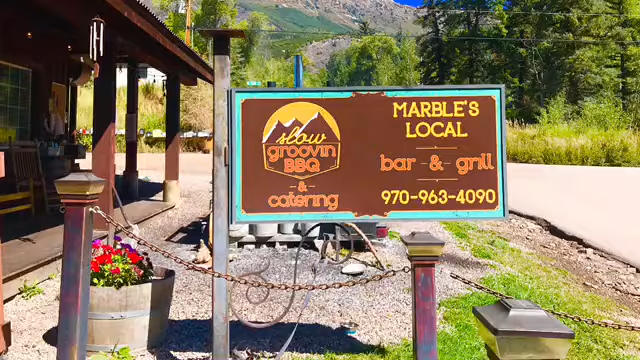 slow
groovin
BBQ
- & -
catering
MARBLE'S
LOCAL
bar - & - grill
970-963-4090